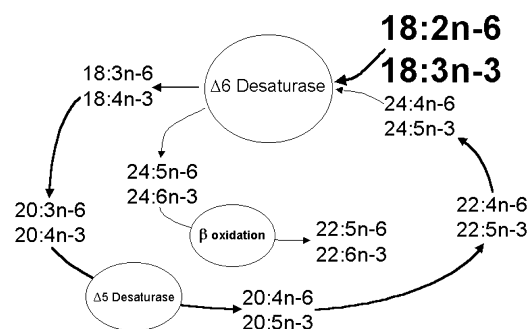 18:2n-6
18:3n-3
Δ6 Desaturase
18:3n-6
18:4n-3
24:4n-6
24:5n-3
24:5n-6
24:6n-3
20:3n-6
20:4n-3
β oxidation
22:5n-6
22:6n-3
22:4n-6
22:5n-3
Δ5 Desaturase
20:4n-6
20:5n-3